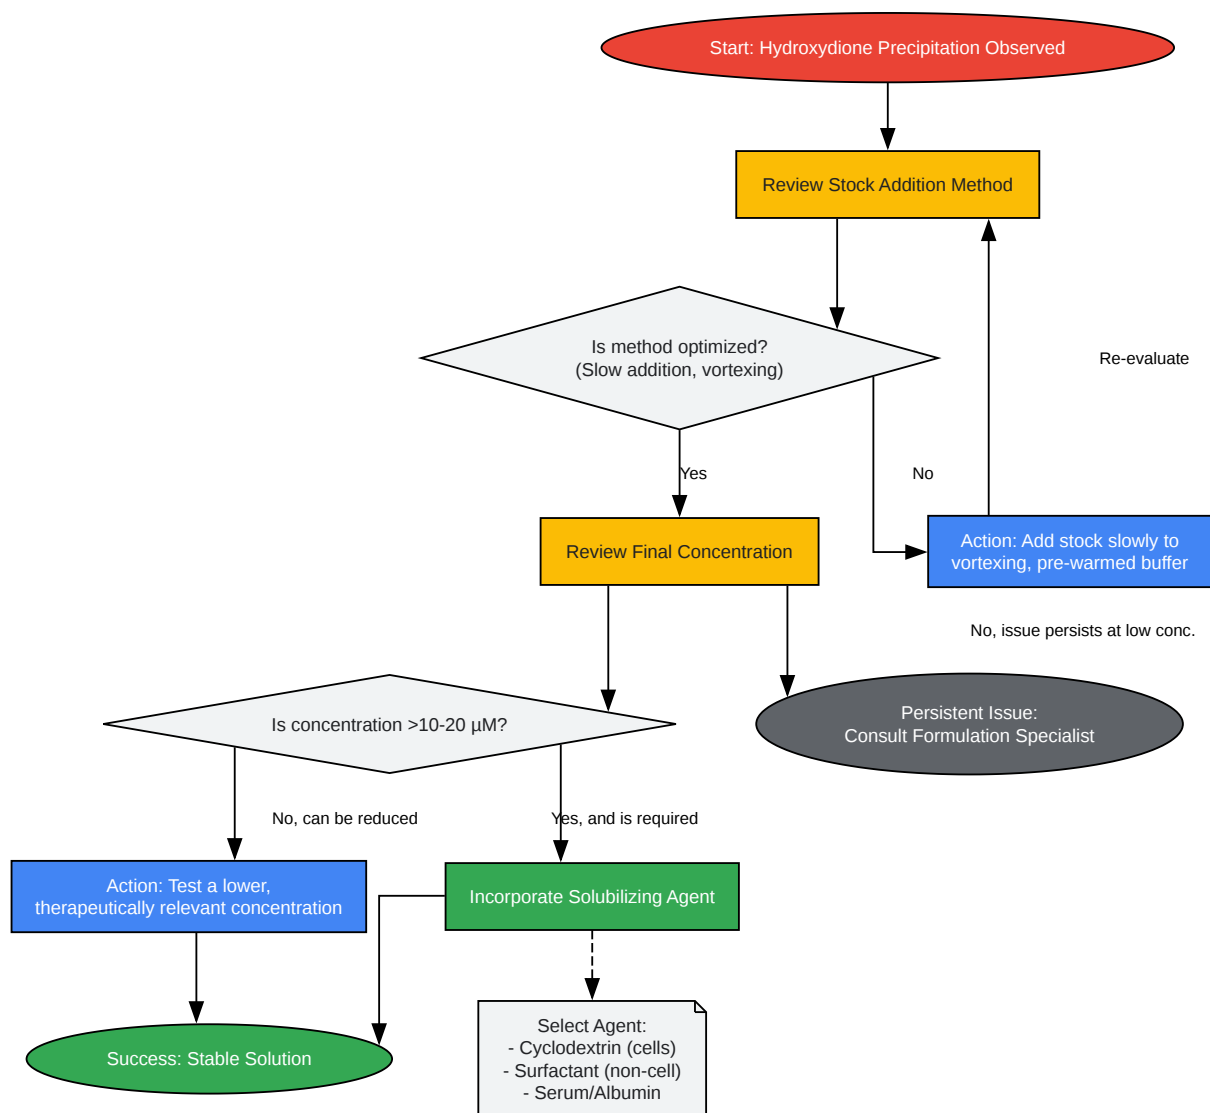 Start: Hydroxydione Precipitation Observed
Review Stock Addition Method
Is method optimized?
(Slow addition, vortexing)
Re-evaluate
Yes
No
Review Final Concentration
Action: Add stock slowly to
vortexing, pre-warmed buffer
No, issue persists at low conc.
Is concentration >10-20 µM?
Persistent Issue:
Consult Formulation Specialist
No, can be reduced
Yes, and is required
Action: Test a lower,
therapeutically relevant concentration
Incorporate Solubilizing Agent
Success: Stable Solution
Select Agent:
- Cyclodextrin (cells)
- Surfactant (non-cell)
- Serum/Albumin